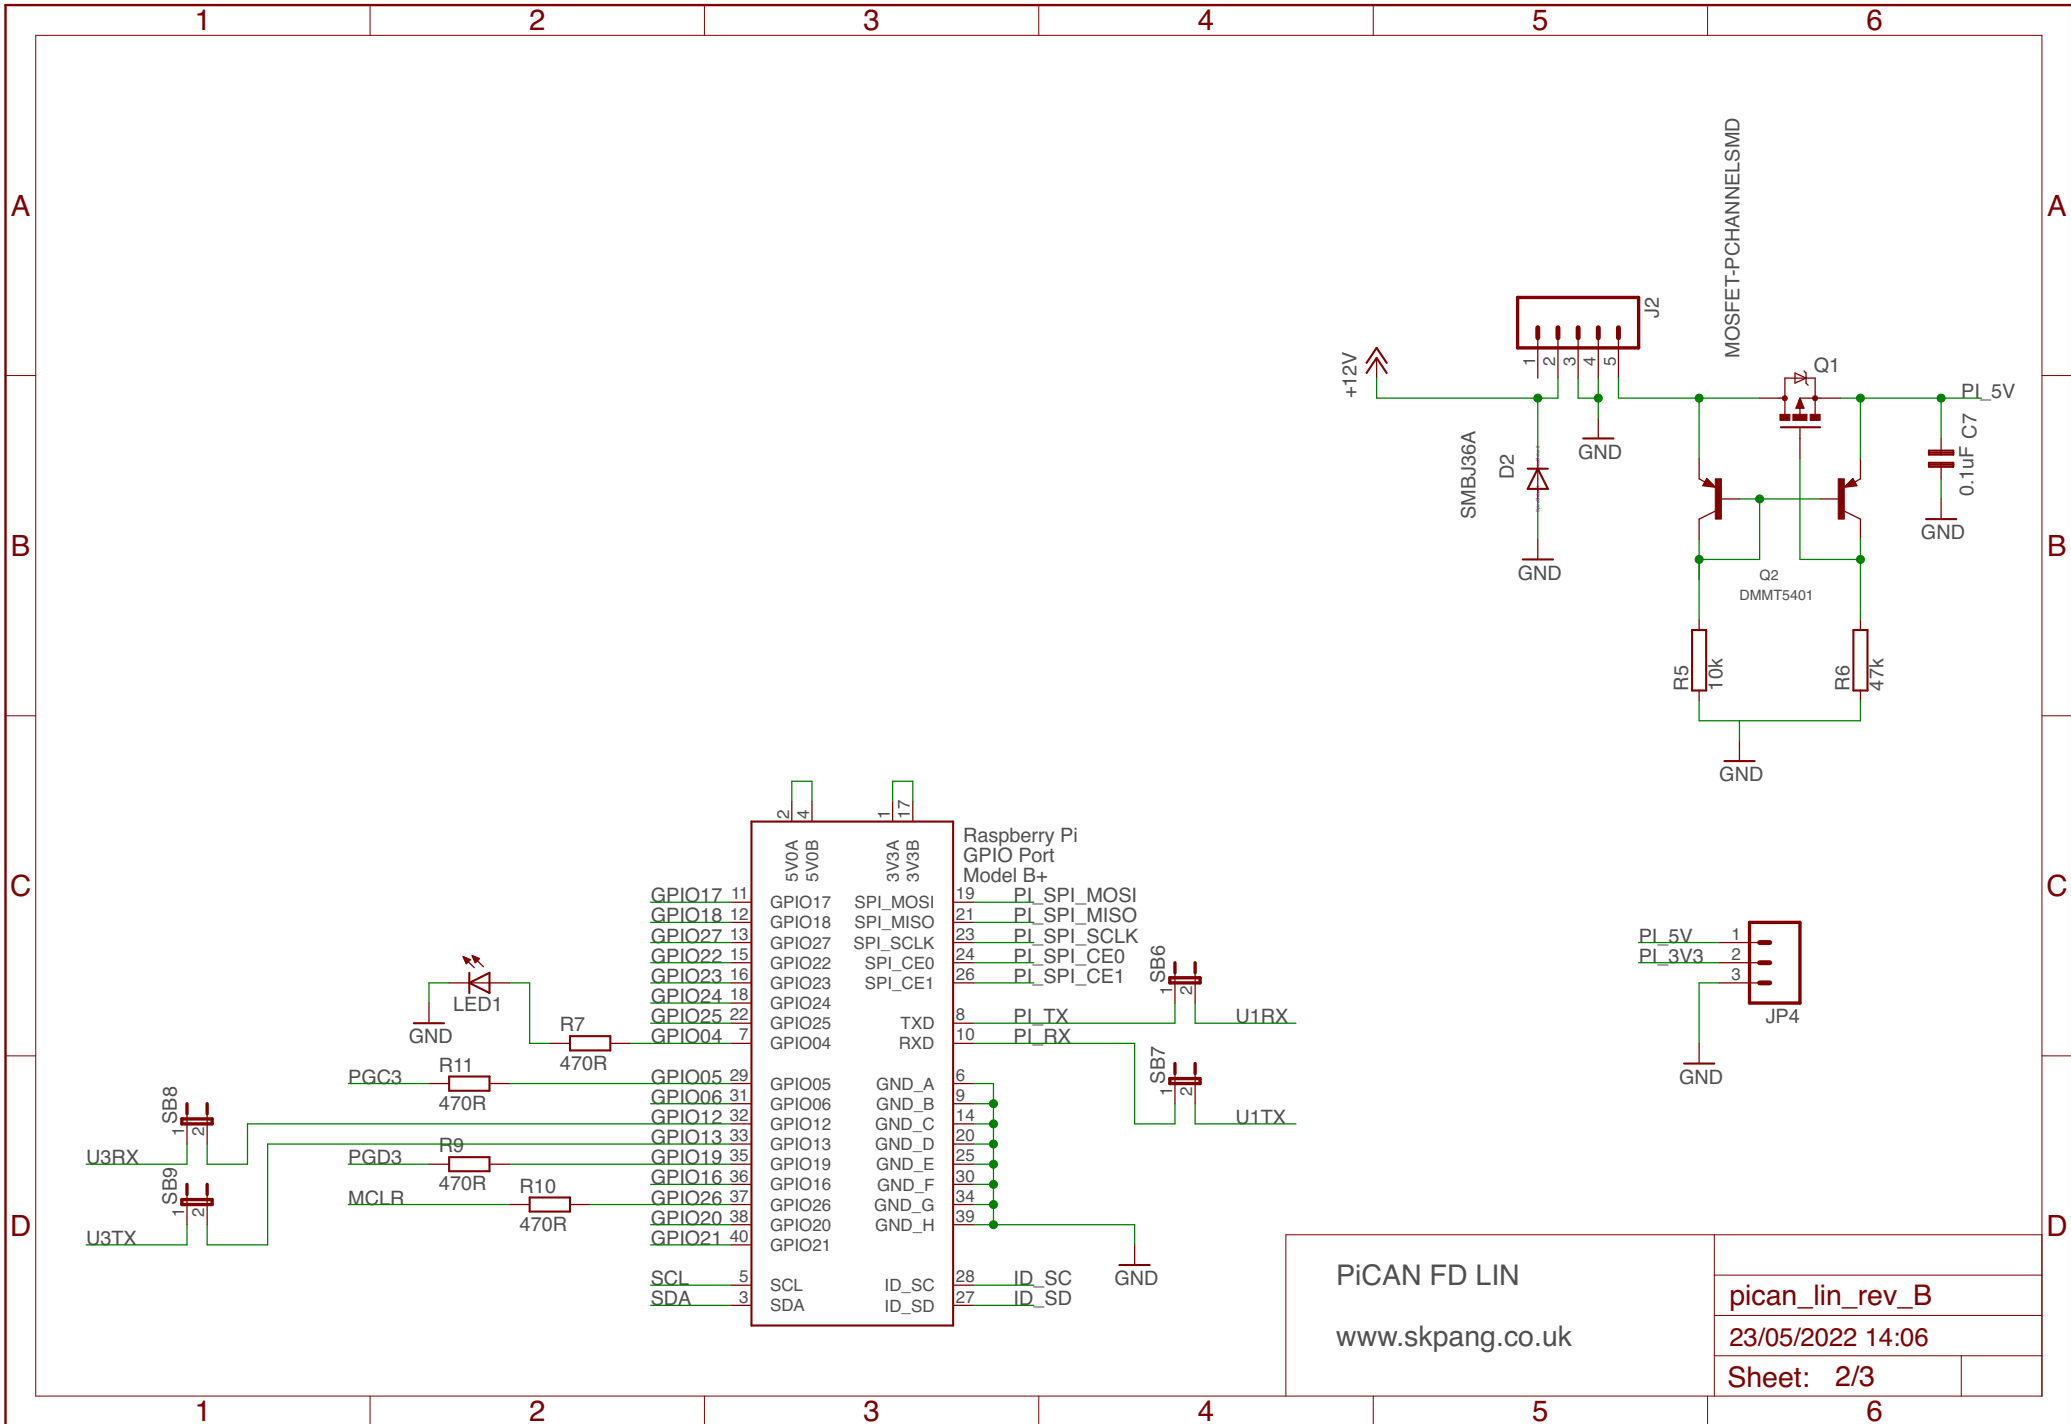 1 2 3 4 5 6
A
A
MOSFET-PCHANNELSMD
J2
1 2 3 4 5
+12V
Q1
PI_5V
SMBJ36A
D2
GND
C7
0.1uF
GND
B
B
GND
Q2
DMMT5401
R5
10k
R6
47k
GND
2 4 1 17
5V0A 5V0B 3V3A 3V3B
Raspberry Pi
GPIO Port
Model B+
C
C
GPIO17 11 GPIO17 SPI_MOSI 19 PI_SPI_MOSI
GPIO18 12 GPIO18 SPI_MISO 21 PI_SPI_MISO
GPIO27 13 GPIO27 SPI_SCLK 23 PI_SPI_SCLK
GPIO22 15 GPIO22 SPI_CE0 24 PI_SPI_CE0
GPIO23 16 GPIO23 SPI_CE1 26 PI_SPI_CE1
GPIO24 18 GPIO24
GPIO25 22 GPIO25 TXD 8 PI_TX
GPIO04 7 GPIO04 RXD 10 PI_RX
SB6
1 2
U1RX
SB7
1 2
U1TX
PI_5V 1
PI_3V3 2
3
JP4
GND
LED1
GND
R7
470R
PGC3
R11
470R
GPIO05 29 GPIO05 GND_A 6
GPIO06 31 GPIO06 GND_B 9
GPIO12 32 GPIO12 GND_C 14
GPIO13 33 GPIO13 GND_D 20
GPIO19 35 GPIO19 GND_E 25
GPIO16 36 GPIO16 GND_F 30
GPIO26 37 GPIO26 GND_G 34
GPIO20 38 GPIO20 GND_H 39
GPIO21 40 GPIO21
SB8
1 2
U3RX
SB9
1 2
U3TX
PGD3
R9
470R
MCLR
R10
470R
D
D
GND
SCL 5 SCL ID_SC 28 ID_SC
SDA 3 SDA ID_SD 27 ID_SD
PiCAN FD LIN
www.skpang.co.uk
pican_lin_rev_B
23/05/2022 14:06
Sheet: 2/3
1 2 3 4 5 6